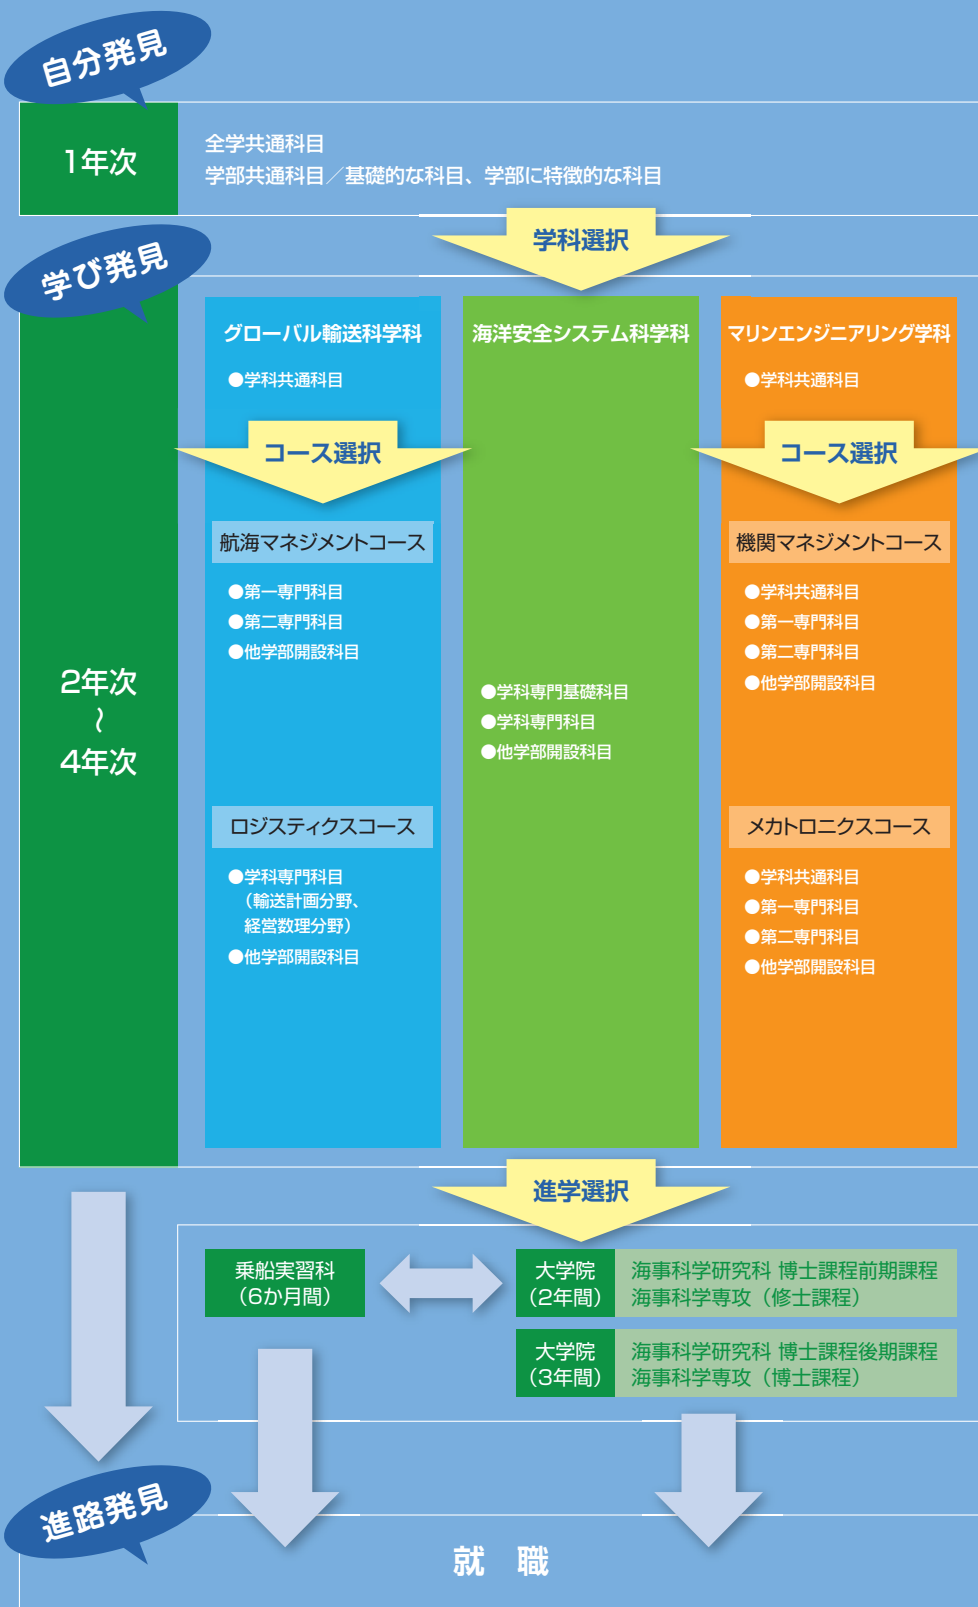 自分発見
1年次
全学共通科目
学部共通科目／基礎的な科目、学部に特徴的な科目
学科選択
学び発見
2年次
〜
4年次
グローバル輸送科学科
●学科共通科目
コース選択
航海マネジメントコース
●第一専門科目
●第二専門科目
●他学部開設科目
ロジスティクスコース
●学科専門科目
（輸送計画分野、
経営数理分野）
●他学部開設科目
海洋安全システム科学科
●学科専門基礎科目
●学科専門科目
●他学部開設科目
マリンエンジニアリング学科
●学科共通科目
コース選択
機関マネジメントコース
●学科共通科目
●第一専門科目
●第二専門科目
●他学部開設科目
メカトロニクスコース
●学科共通科目
●第一専門科目
●第二専門科目
●他学部開設科目
進学選択
乗船実習科
（6か月間）
大学院
（2年間）
海事科学研究科 博士課程前期課程
海事科学専攻（修士課程）
大学院
（3年間）
海事科学研究科 博士課程後期課程
海事科学専攻（博士課程）
進路発見
就　職